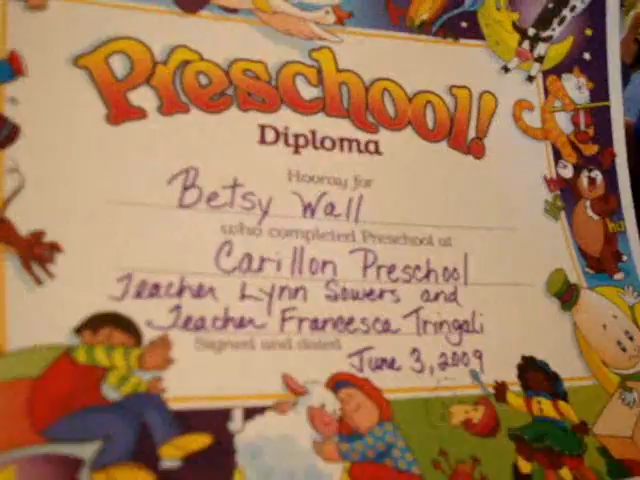 Preschool!
Diploma
Hooray for
Betsy Wall
who completed Preschool at
Carillon Preschool
Teacher Lynn Sowers and
Teacher Francesca Tringali
Signed and dated
June 3, 2009
ha